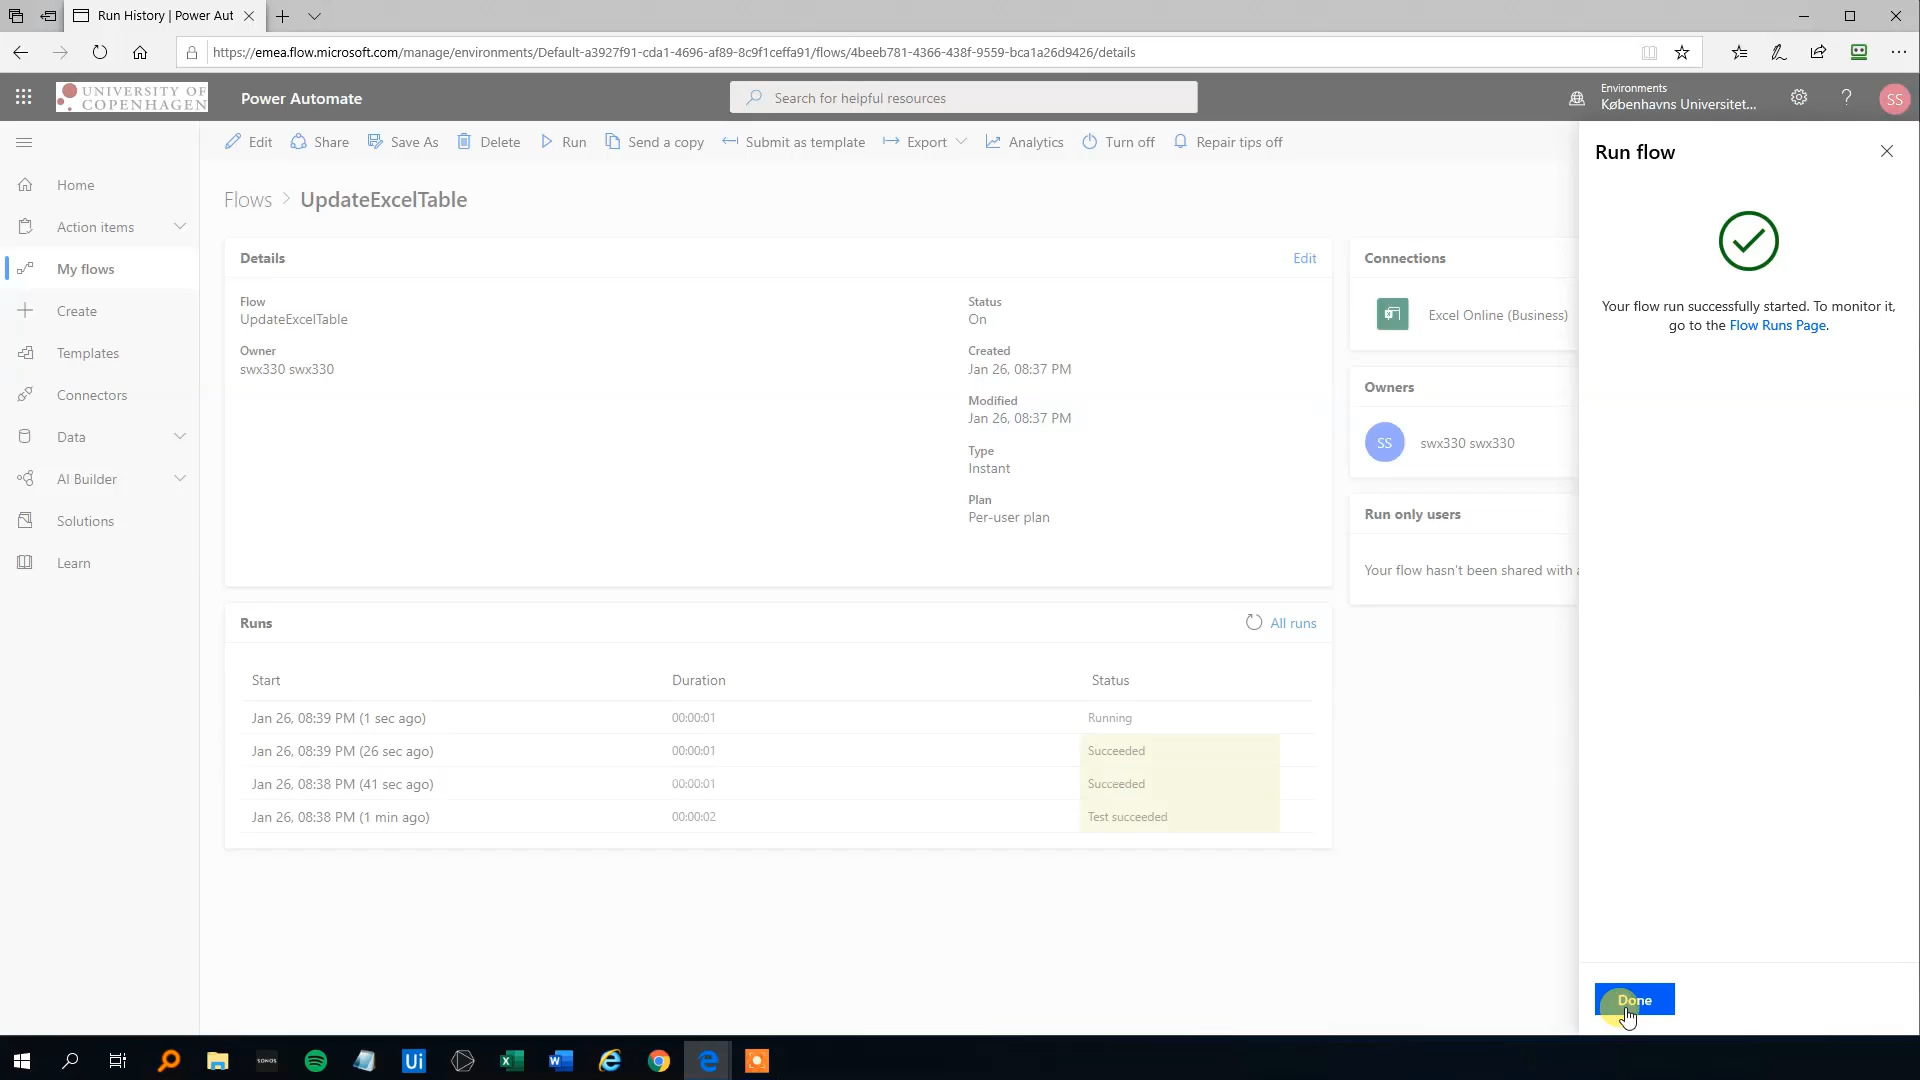 Run History | Power Aut
https://emea.flow.microsoft.com/manage/environments/Default-a3927f91-cda1-4696-af89-8c9f1ceffa91/flows/4beeb781-4366-438f-9559-bca1a26d9426/details
UNIVERSITY OF
COPENHAGEN
Power Automate
Search for helpful resources
Environments
Københavns Universitet...
?
SS
Edit
Share
Save As
Delete
Run
Send a copy
Submit as template
Export
Analytics
Turn off
Repair tips off
Home
Action items
My flows
Create
Templates
Connectors
Data
AI Builder
Solutions
Learn
Flows > UpdateExcelTable
Details
Edit
Flow
UpdateExcelTable
Owner
swx330 swx330
Status
On
Created
Jan 26, 08:37 PM
Modified
Jan 26, 08:37 PM
Type
Instant
Plan
Per-user plan
Connections
Excel Online (Business)
Owners
SS
swx330 swx330
Run only users
Your flow hasn't been shared with a
Runs
All runs
Start Duration Status
Jan 26, 08:39 PM (1 sec ago) 00:00:01 Running
Jan 26, 08:39 PM (26 sec ago) 00:00:01 Succeeded
Jan 26, 08:38 PM (41 sec ago) 00:00:01 Succeeded
Jan 26, 08:38 PM (1 min ago) 00:00:02 Test succeeded
Run flow
Your flow run successfully started. To monitor it,
go to the Flow Runs Page.
Done
SONOS
Ui